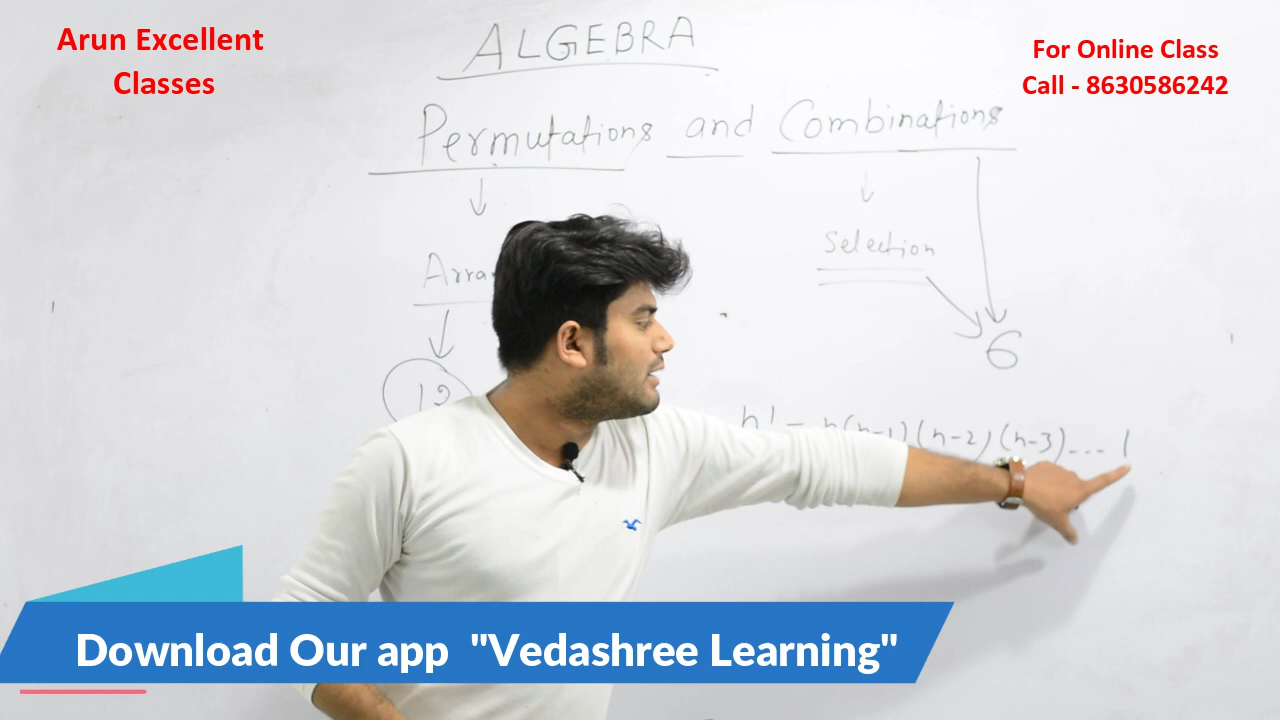 Arun Excellent
Classes
For Online Class
Call - 8630586242
ALGEBRA
Permutations and Combinations
Selection
6
12
n! = n(n-1)(n-2)(n-3)....1
Download Our app "Vedashree Learning"